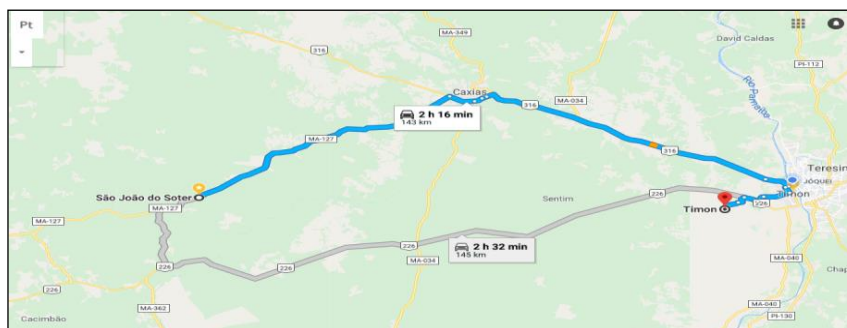 Pt
MA-349
David Caldas
316
PI-112
Rio Parnaíba
Caxias
2 h 16 min
143 km
MA-034
316
MA-127
316
Teresin
JÓQUEI
São João do Soter
226
Timon
MA-127
Sentim
Timon
226
2 h 32 min
145 km
226
226
226
MA-034
MA-040
Chap
226
MA-362
MA-040
Cacimbão
PI-130